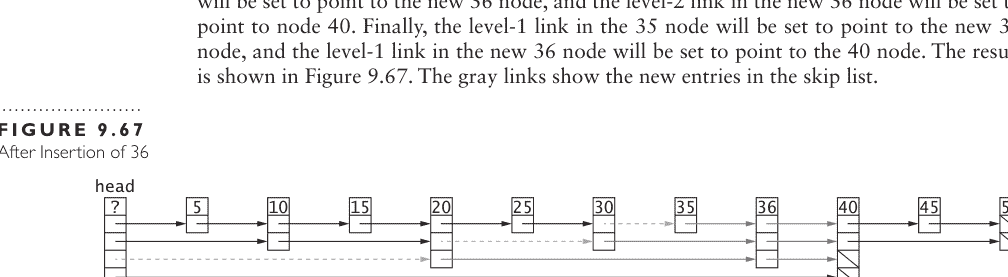 will be set to point to the new 36 node, and the level-2 link in the new 36 node will be set
point to node 40. Finally, the level-1 link in the 35 node will be set to point to the new
node, and the level-1 link in the new 36 node will be set to point to the 40 node. The
is shown in Figure 9.67. The gray links show the new entries in the skip list.
FIGURE 9.67
After Insertion of 36
head
? 5 10 15 20 25 30 35 36 40 45